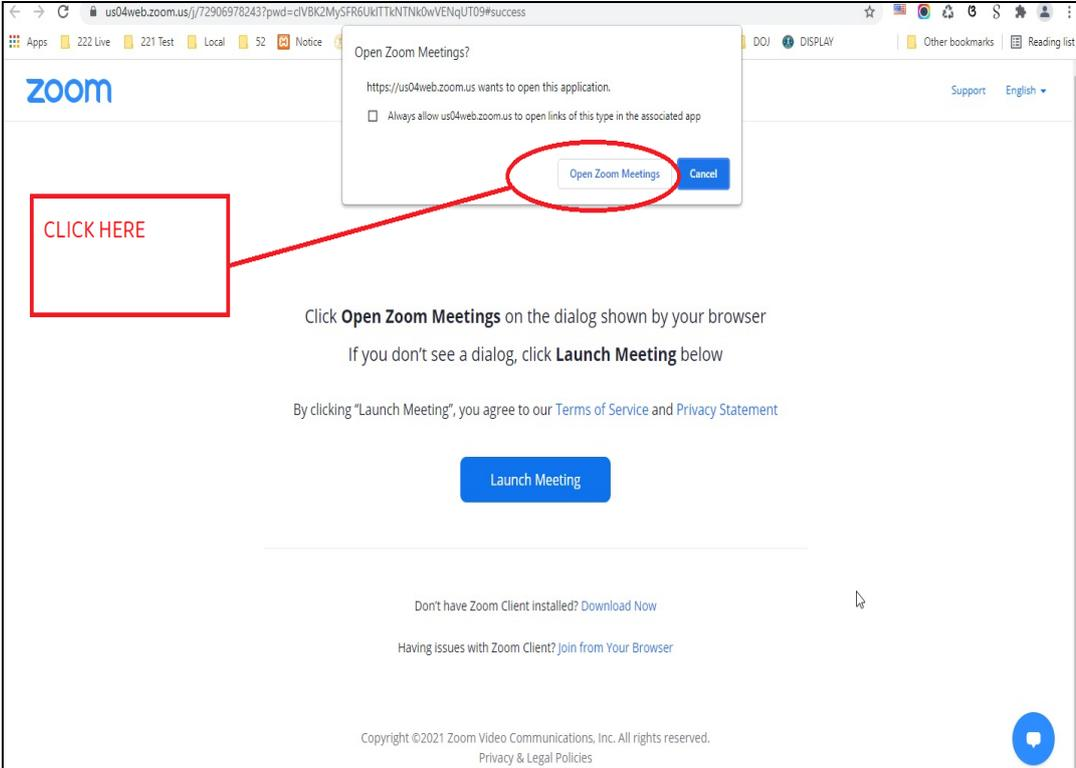 us04web.zoom.us/j/72906978243?pwd=clVBK2MySFR6UklTTkNTNk0wVENqUT09#success
Apps 222 Live 221 Test Local 52 Notice DOJ DISPLAY Other bookmarks Reading list
Open Zoom Meetings?
https://us04web.zoom.us wants to open this application.
Always allow us04web.zoom.us to open links of this type in the associated app
Open Zoom Meetings Cancel
zoom
Support English
CLICK HERE
Click Open Zoom Meetings on the dialog shown by your browser
If you don’t see a dialog, click Launch Meeting below
By clicking “Launch Meeting”, you agree to our Terms of Service and Privacy Statement
Launch Meeting
Don’t have Zoom Client installed? Download Now
Having issues with Zoom Client? Join from Your Browser
Copyright ©2021 Zoom Video Communications, Inc. All rights reserved.
Privacy & Legal Policies